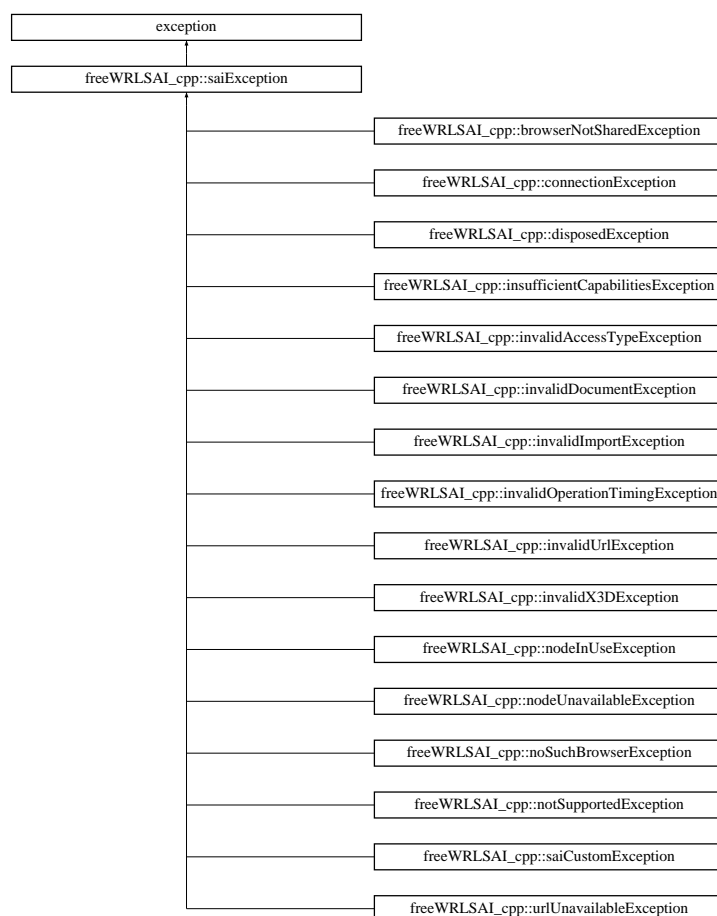 exception
freeWRLSAI_cpp::saiException
freeWRLSAI_cpp::browserNotSharedException
freeWRLSAI_cpp::connectionException
freeWRLSAI_cpp::disposedException
freeWRLSAI_cpp::insufficientCapabilitiesException
freeWRLSAI_cpp::invalidAccessTypeException
freeWRLSAI_cpp::invalidDocumentException
freeWRLSAI_cpp::invalidImportException
freeWRLSAI_cpp::invalidOperationTimingException
freeWRLSAI_cpp::invalidUrlException
freeWRLSAI_cpp::invalidX3DException
freeWRLSAI_cpp::nodeInUseException
freeWRLSAI_cpp::nodeUnavailableException
freeWRLSAI_cpp::noSuchBrowserException
freeWRLSAI_cpp::notSupportedException
freeWRLSAI_cpp::saiCustomException
freeWRLSAI_cpp::urlUnavailableException